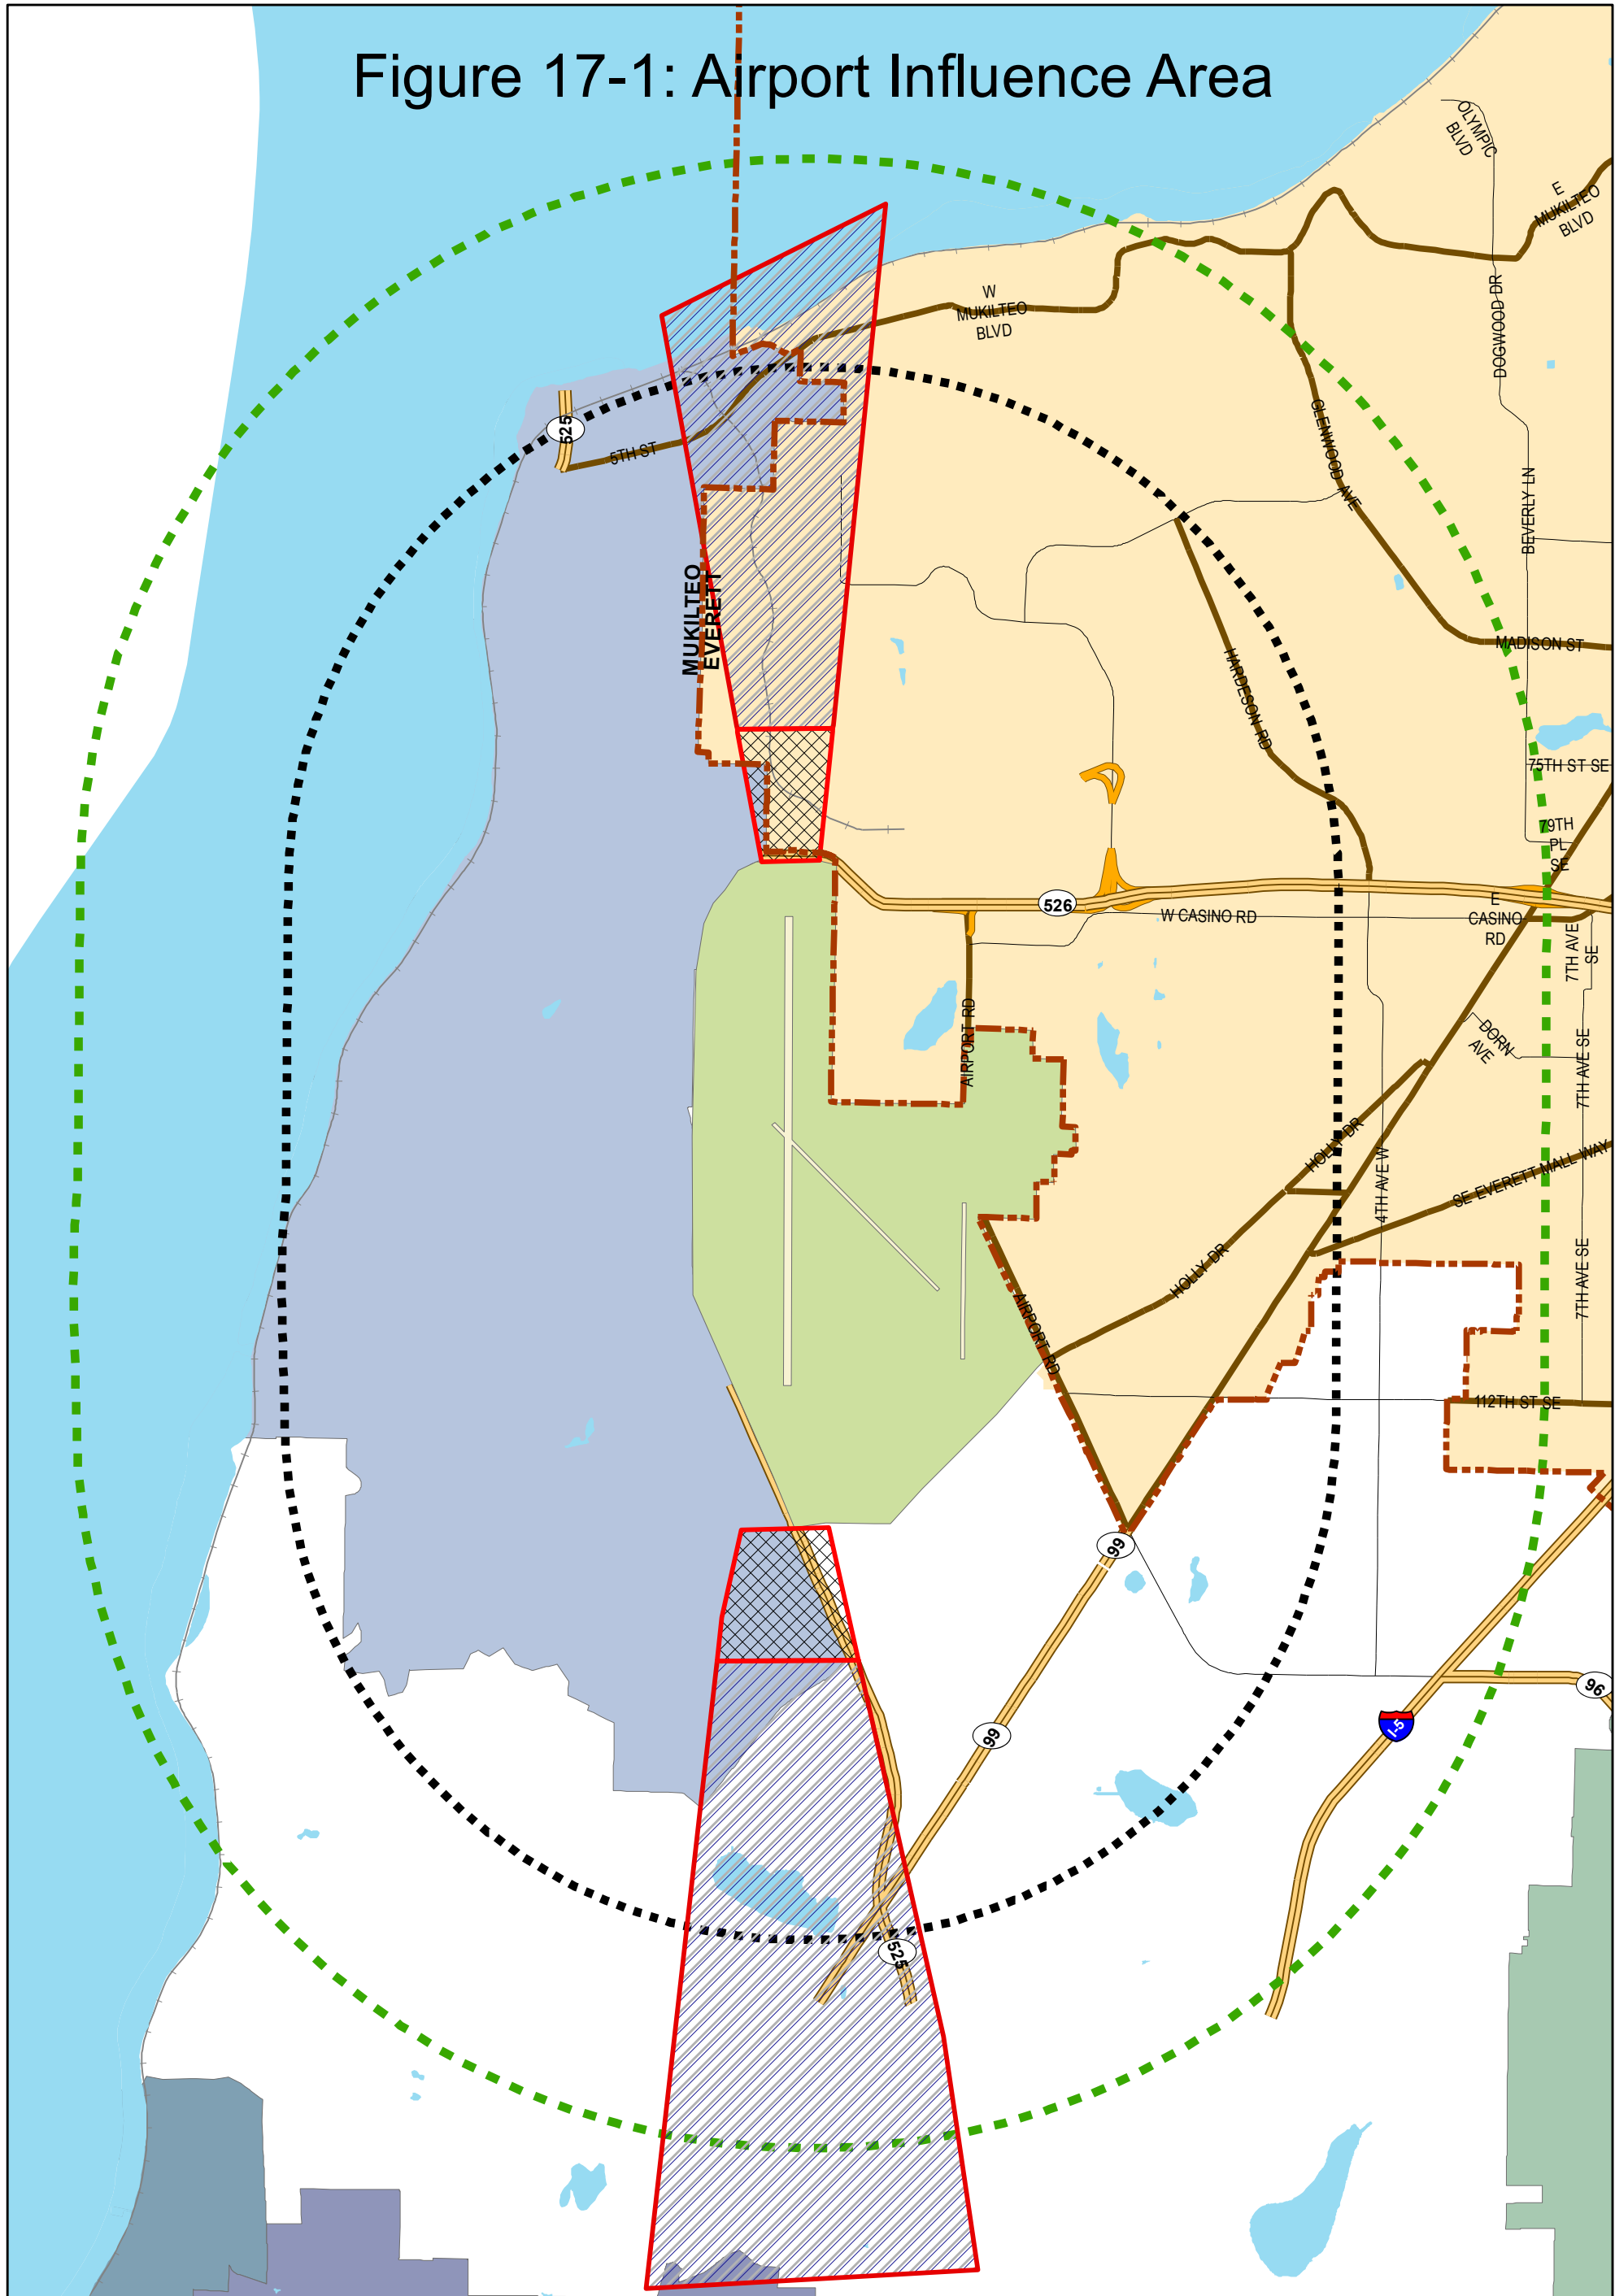 Figure 17-1: Airport Influence Area
OLYMPIC
BLVD
E
MUKILTEO
BLVD
W
MUKILTEO
BLVD
DOGWOOD DR
525
5TH ST
GLENWOOD AVE
BEVERLY LN
MUKILTEO
EVERETT
MADISON ST
HARDESON RD
75TH ST SE
79TH
PL
SE
526
W CASINO RD
E
CASINO
RD
7TH AVE
SE
AIRPORT RD
DORN
AVE
7TH AVE SE
HOLLY DR
4TH AVE W
SE EVERETT MALL WAY
HOLLY DR
7TH AVE SE
AIRPORT RD
112TH ST SE
99
96
I-5
99
525